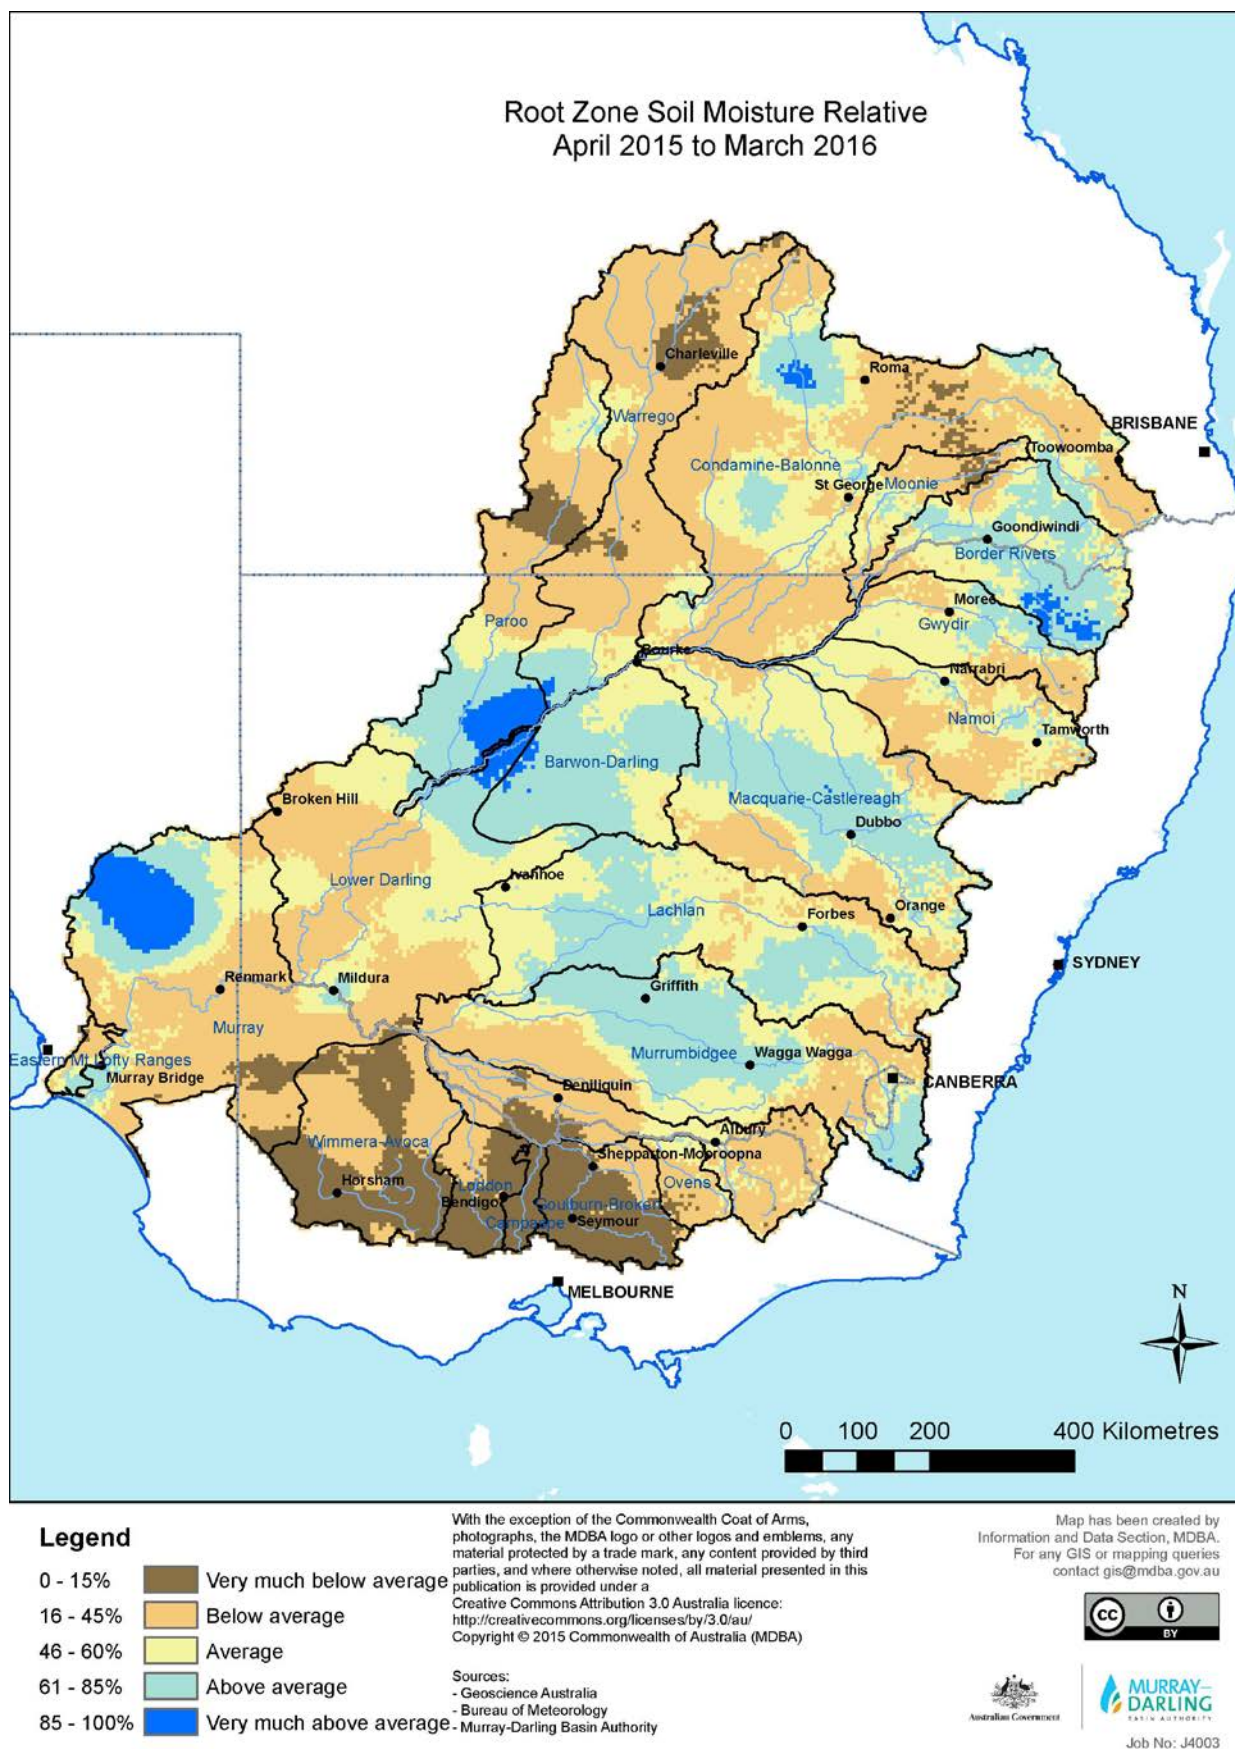 Root Zone Soil Moisture Relative
April 2015 to March 2016
Charleville
Roma
Warrego
BRISBANE
Toowoomba
Condamine-Balonne
St George
Moonie
Goondiwindi
Border Rivers
Moree
Gwydir
Paroo
Bourke
Narrabri
Namoi
Tamworth
Barwon-Darling
Broken Hill
Macquarie-Castlereagh
Dubbo
Ivanhoe
Lower Darling
Lachlan
Forbes
Orange
SYDNEY
Renmark
Mildura
Griffith
Murray
Murrumbidgee
Wagga Wagga
Eastern Mt Lofty Ranges
Murray Bridge
CANBERRA
Deniliquin
Albury
Wimmera-Avoca
Shepparton-Mooroopna
Horsham
Loddon
Ovens
Bendigo
Goulburn-Broken
Campaspe
Seymour
MELBOURNE
N
0 100 200 400 Kilometres
Legend
0 - 15% Very much below average
16 - 45% Below average
46 - 60% Average
61 - 85% Above average
85 - 100% Very much above average
With the exception of the Commonwealth Coat of Arms,
photographs, the MDBA logo or other logos and emblems, any
material protected by a trade mark, any content provided by third
parties, and where otherwise noted, all material presented in this
publication is provided under a
Creative Commons Attribution 3.0 Australia licence:
http://creativecommons.org/licenses/by/3.0/au/
Copyright © 2015 Commonwealth of Australia (MDBA)
Sources:
- Geoscience Australia
- Bureau of Meteorology
- Murray-Darling Basin Authority
Map has been created by
Information and Data Section, MDBA.
For any GIS or mapping queries
contact gis@mdba.gov.au
cc
BY
Australian Government
MURRAY–
DARLING
BASIN AUTHORITY
Job No: J4003